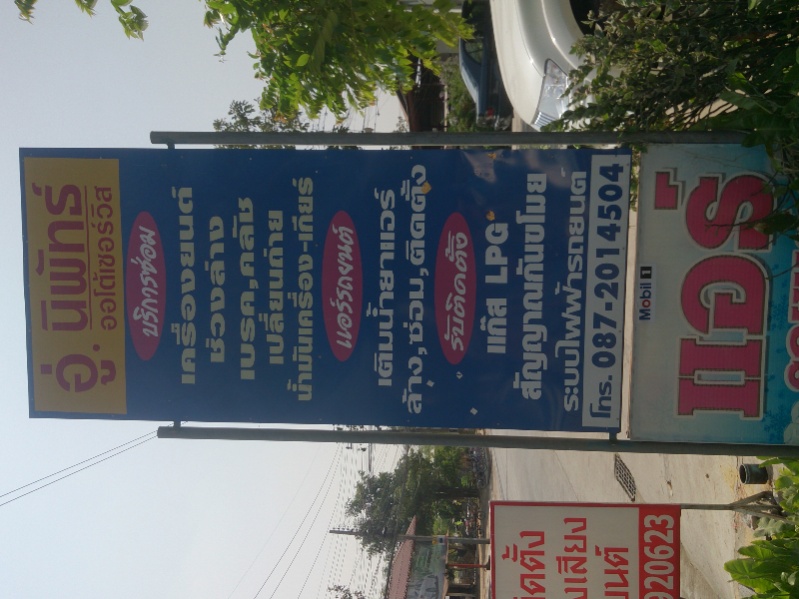 อู่. นิพัทธ์
ออโต้เซอร์วิส
บริการซ่อม
เครื่องยนต์
ช่วงล่าง
เบรค,คลัช
เปลี่ยนถ่าย
น้ำมันเครื่อง-เกียร์
แอร์รถยนต์
เติมน้ำยาแอร์
ล้าง,ซ่อม,ติดตั้ง
รับติดตั้ง
แก๊ส LPG
สัญญาณกันขโมย
ระบบไฟฟ้ารถยนต์
โทร. 087-2014504
Mobil 1
แอร์
920623